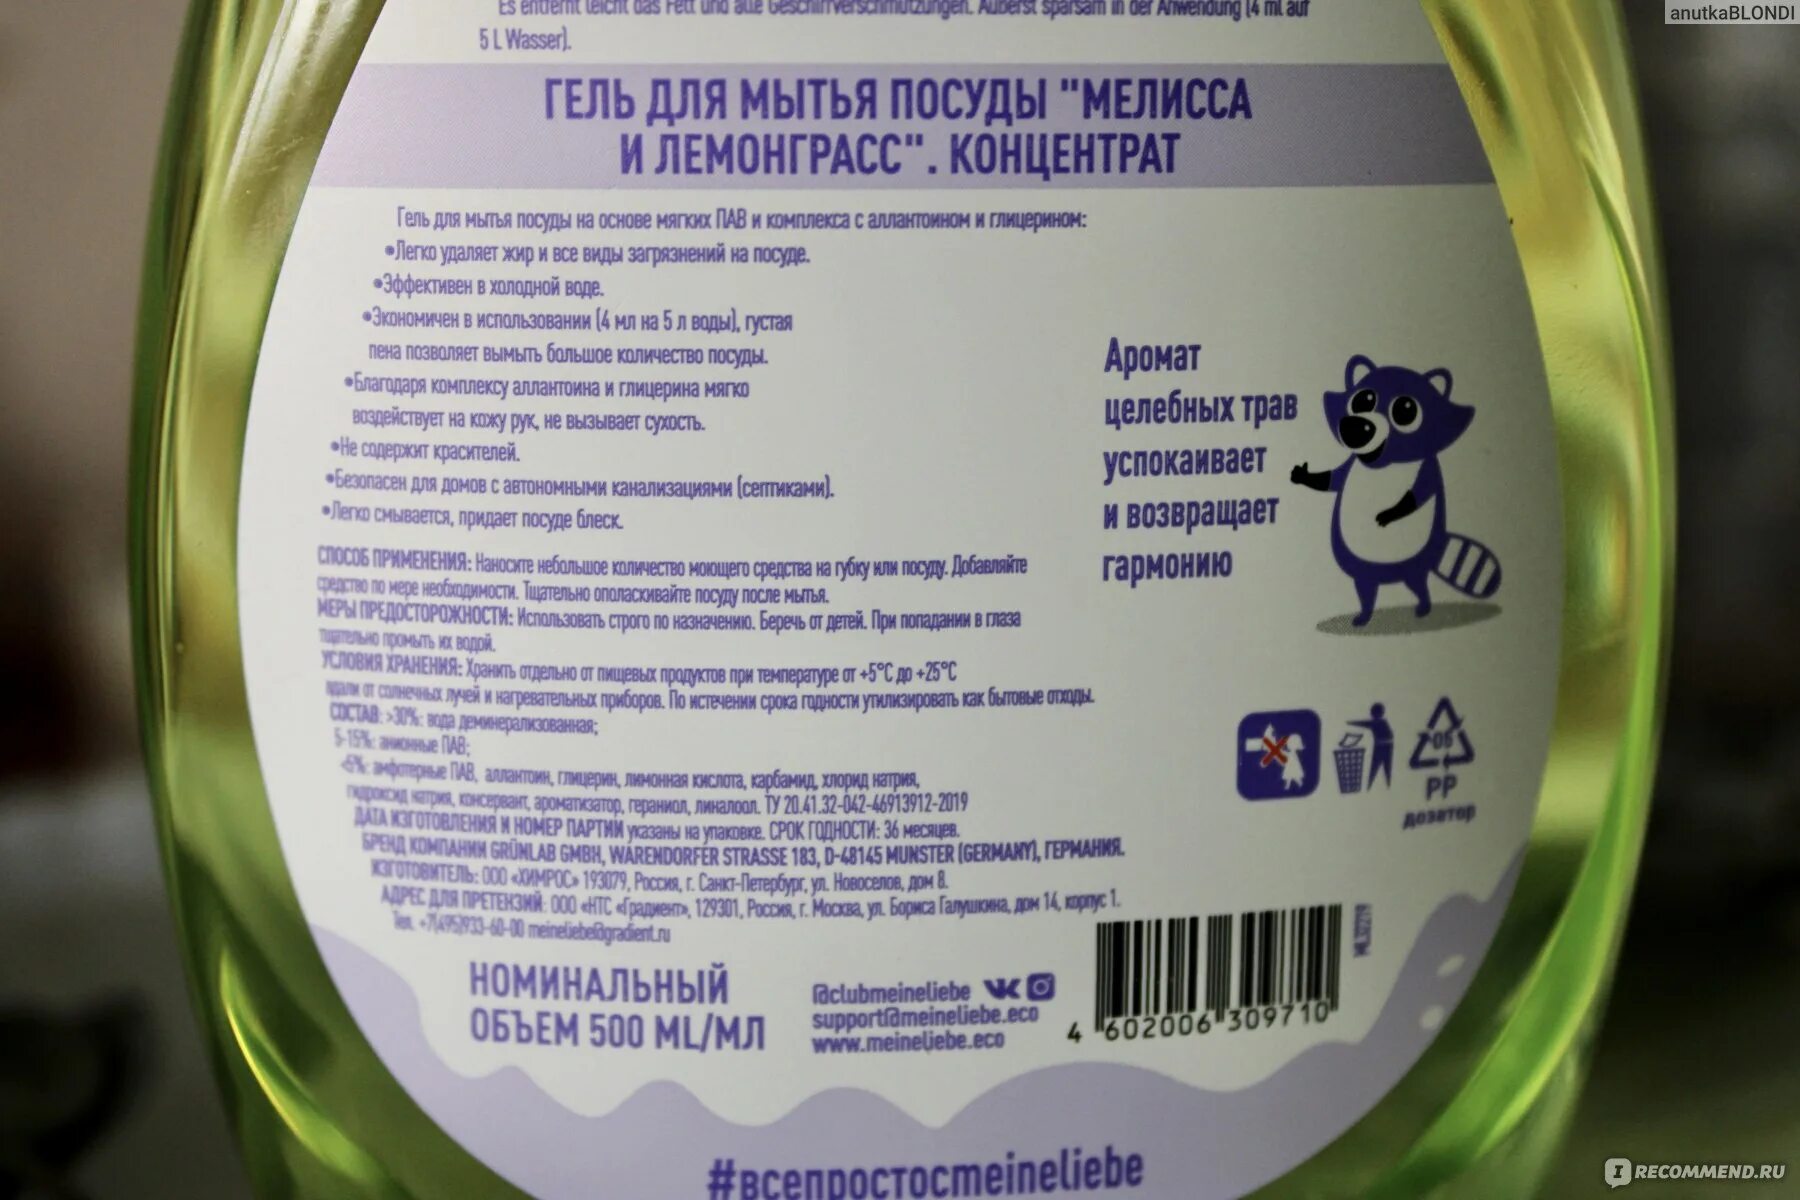 anutkaBLONDI
Es entfernt leicht das Fett und alle Geschirrverschmutzungen. Äußerst sparsam in der Anwendung (4 ml auf
5 L Wasser).
ГЕЛЬ ДЛЯ МЫТЬЯ ПОСУДЫ "МЕЛИССА
И ЛЕМОНГРАСС". КОНЦЕНТРАТ
Гель для мытья посуды на основе мягких ПАВ и комплекса с аллантоином и глицерином:
•Легко удаляет жир и все виды загрязнений на посуде.
•Эффективен в холодной воде.
•Экономичен в использовании (4 мл на 5 л воды), густая
пена позволяет вымыть большое количество посуды.
•Благодаря комплексу аллантоина и глицерина мягко
воздействует на кожу рук, не вызывает сухость.
•Не содержит красителей.
•Безопасен для домов с автономными канализациями (септиками).
•Легко смывается, придает посуде блеск.
Аромат
целебных трав
успокаивает
и возвращает
гармонию
СПОСОБ ПРИМЕНЕНИЯ: Наносите небольшое количество моющего средства на губку или посуду. Добавляйте
средство по мере необходимости. Тщательно ополаскивайте посуду после мытья.
МЕРЫ ПРЕДОСТОРОЖНОСТИ: Использовать строго по назначению. Беречь от детей. При попадании в глаза
тщательно промыть их водой.
УСЛОВИЯ ХРАНЕНИЯ: Хранить отдельно от пищевых продуктов при температуре от +5°C до +25°C
вдали от солнечных лучей и нагревательных приборов. По истечении срока годности утилизировать как бытовые отходы.
СОСТАВ: >30%: вода деминерализованная;
5-15%: анионные ПАВ;
<5%: амфотерные ПАВ, аллантоин, глицерин, лимонная кислота, карбамид, хлорид натрия,
гидроксид натрия, консервант, ароматизатор, гераниол, линалоол. ТУ 20.41.32-042-46913912-2019
ДАТА ИЗГОТОВЛЕНИЯ И НОМЕР ПАРТИИ указаны на упаковке. СРОК ГОДНОСТИ: 36 месяцев.
БРЕНД КОМПАНИИ GRÜNLAB GMBH, WARENDORFER STRASSE 183, D-48145 MUNSTER (GERMANY), ГЕРМАНИЯ.
ИЗГОТОВИТЕЛЬ: ООО «ХИМРОС» 193079, Россия, г. Санкт-Петербург, ул. Новоселов, дом 8.
АДРЕС ДЛЯ ПРЕТЕНЗИЙ: ООО «НТС «Градиент», 129301, Россия, г. Москва, ул. Бориса Галушкина, дом 14, корпус 1.
Тел. +7(495)933-60-00 meineliebe@gradient.ru
05
PP
дозатор
НОМИНАЛЬНЫЙ
ОБЪЕМ 500 ML/МЛ
@clubmeineliebe
support@meineliebe.eco
www.meineliebe.eco
ML32219
4 602006 309710
#всепростосmeineliebe
IRECOMMEND.RU